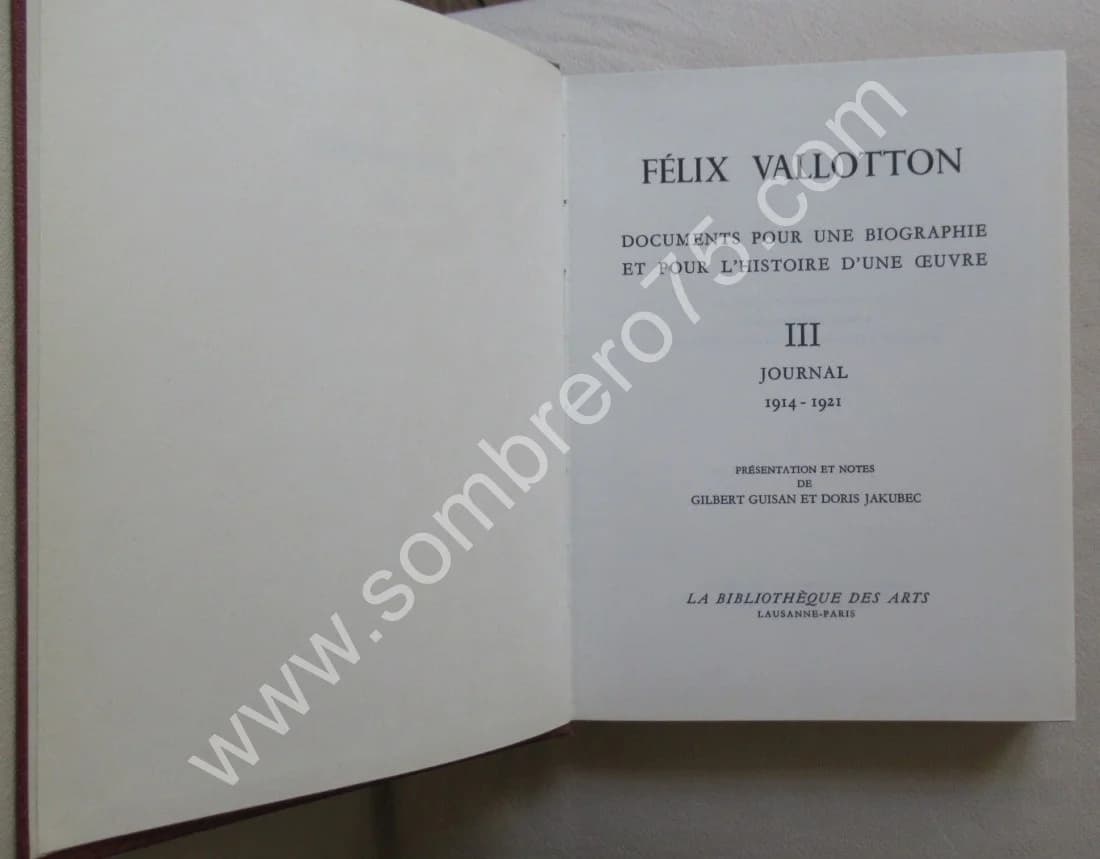 FÉLIX VALLOTTON
DOCUMENTS POUR UNE BIOGRAPHIE
ET POUR L'HISTOIRE D'UNE ŒUVRE
III
JOURNAL
1914-1921
PRÉSENTATION ET NOTES
DE
GILBERT GUISAN ET DORIS JAKUBEC
LA BIBLIOTHÈQUE DES ARTS
LAUSANNE-PARIS
www.sombrero75.com